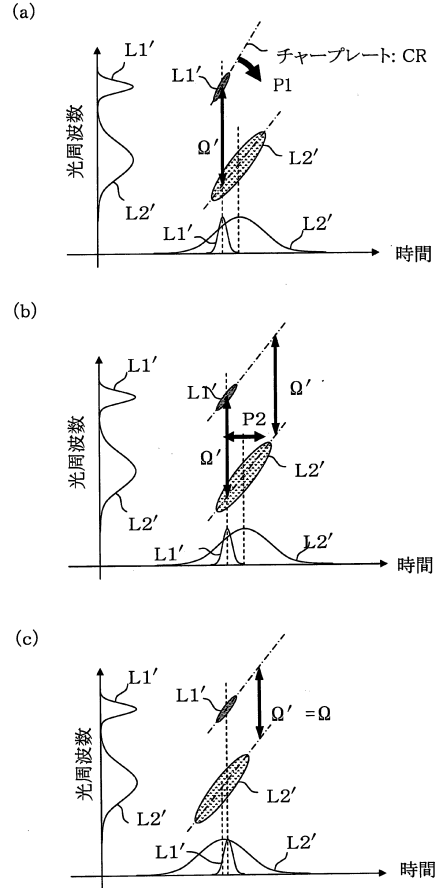 (a)
L1′
チャープレート: CR
L1′
P1
光周波数
Ω′
L2′
L2′
L1′
L2′
時間
(b)
L1′
L1′
Ω′
P2
光周波数
Ω′
L2′
L2′
L1′
L2′
時間
(c)
L1′
L1′
Ω′ =Ω
光周波数
L2′
L2′
L1′
L2′
時間